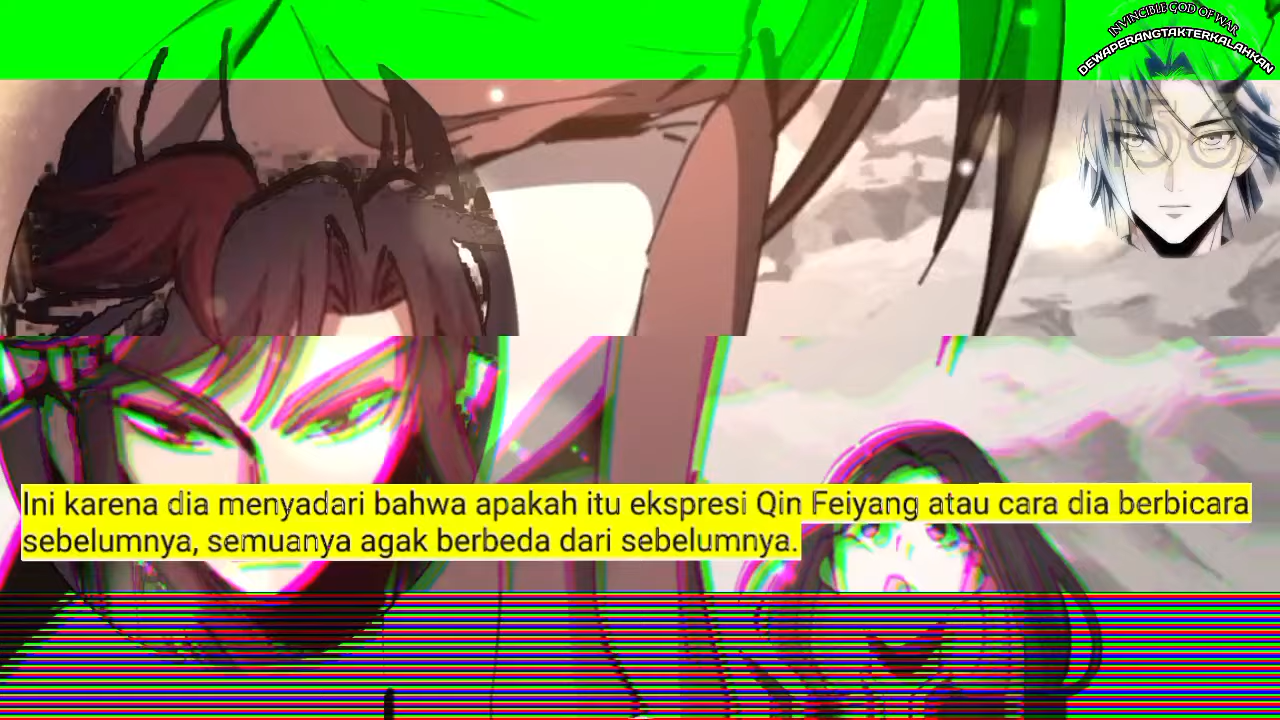 INVINCIBLE GOD OF WAR
DEWAPERANGTAKTERKALAHKAN
Ini karena dia menyadari bahwa apakah itu ekspresi Qin Feiyang atau cara dia berbicara
sebelumnya, semuanya agak berbeda dari sebelumnya.